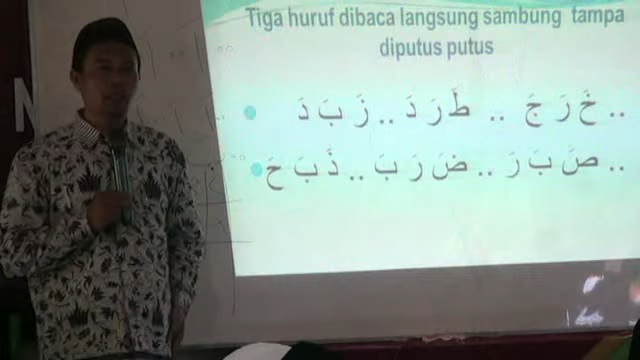 Tiga huruf dibaca langsung sambung tampa
diputus putus
.. خَ رَ جَ .. طَ رَ دَ .. زَ بَ دَ
.. صَ بَ رَ .. ضَ رَ بَ .. ذَ بَ حَ